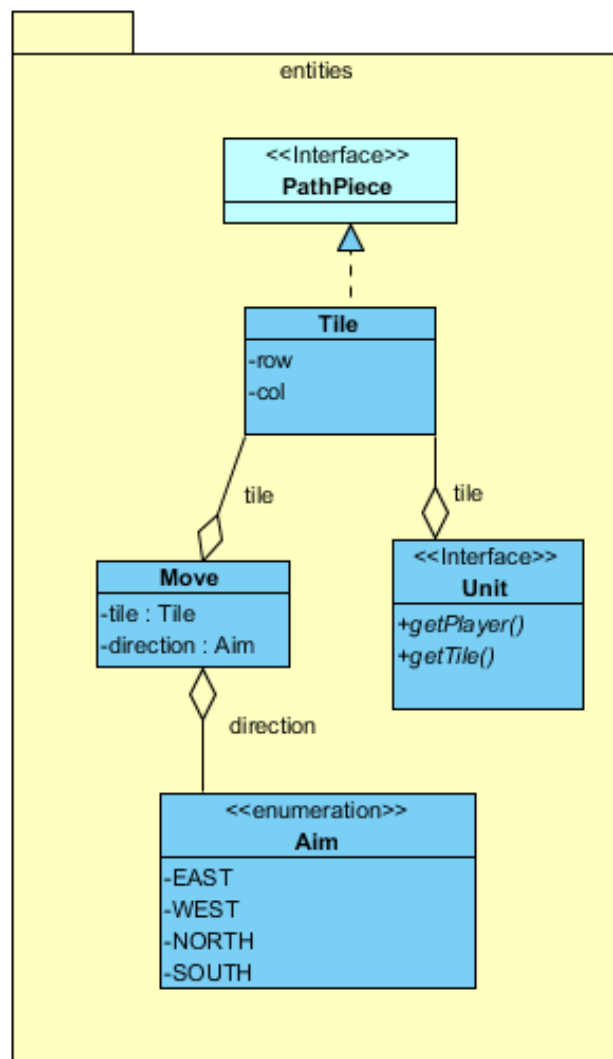 entities
<<Interface>>
PathPiece
Tile
-row
-col
tile
tile
Move
-tile : Tile
-direction : Aim
<<Interface>>
Unit
+getPlayer()
+getTile()
direction
<<enumeration>>
Aim
-EAST
-WEST
-NORTH
-SOUTH